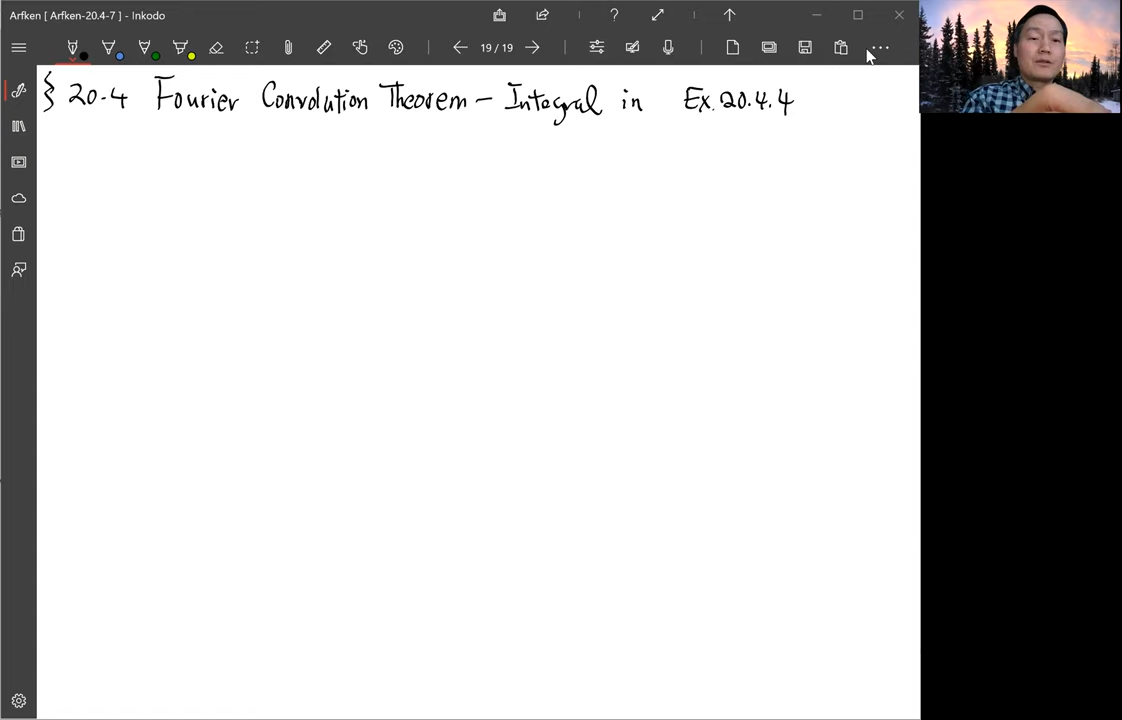 Arfken [ Arfken-20.4-7 ] - Inkodo
19 / 19
§ 20.4 Fourier Convolution Theorem - Integral in Ex.20.4.4